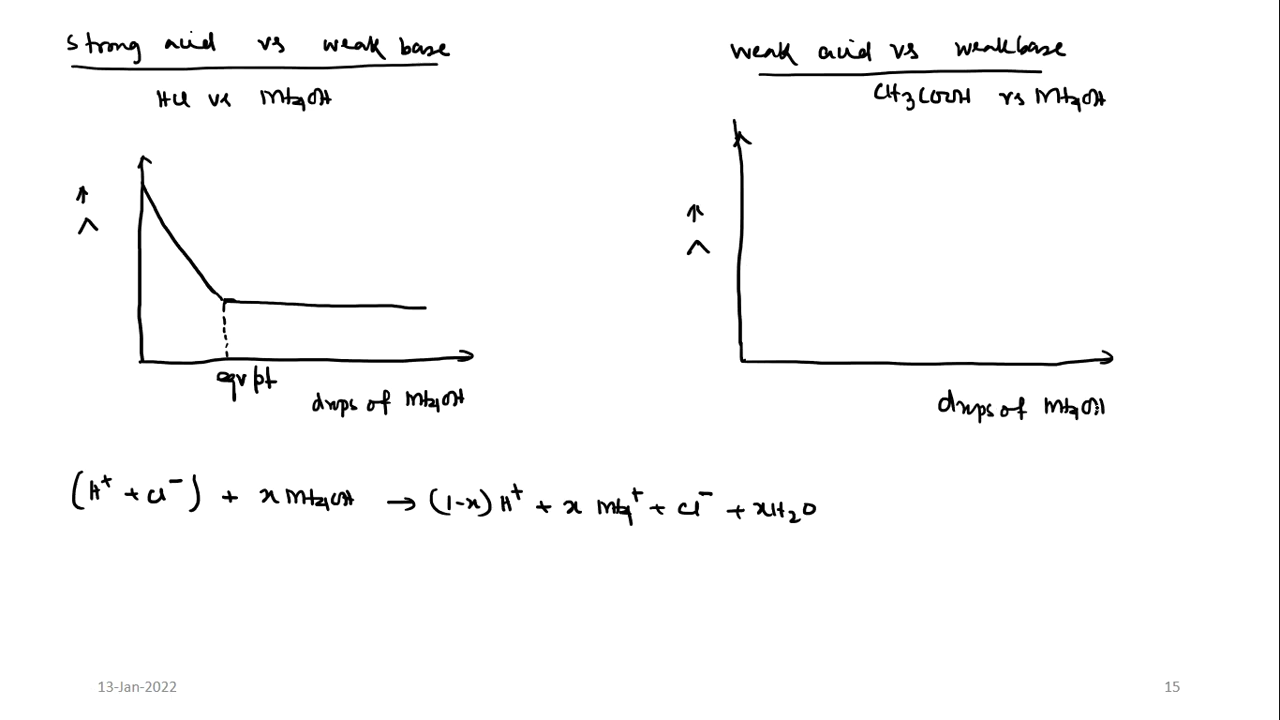 strong acid vs weak base
HCl vs NH4OH
↑
Λ
eqv pt
drops of NH4OH
weak acid vs weak base
CH3COOH vs NH4OH
↑
Λ
drops of NH4OH
(H⁺ + Cl⁻) + x NH4OH → (1-x) H⁺ + x NH4⁺ + Cl⁻ + xH2O
13-Jan-2022
15